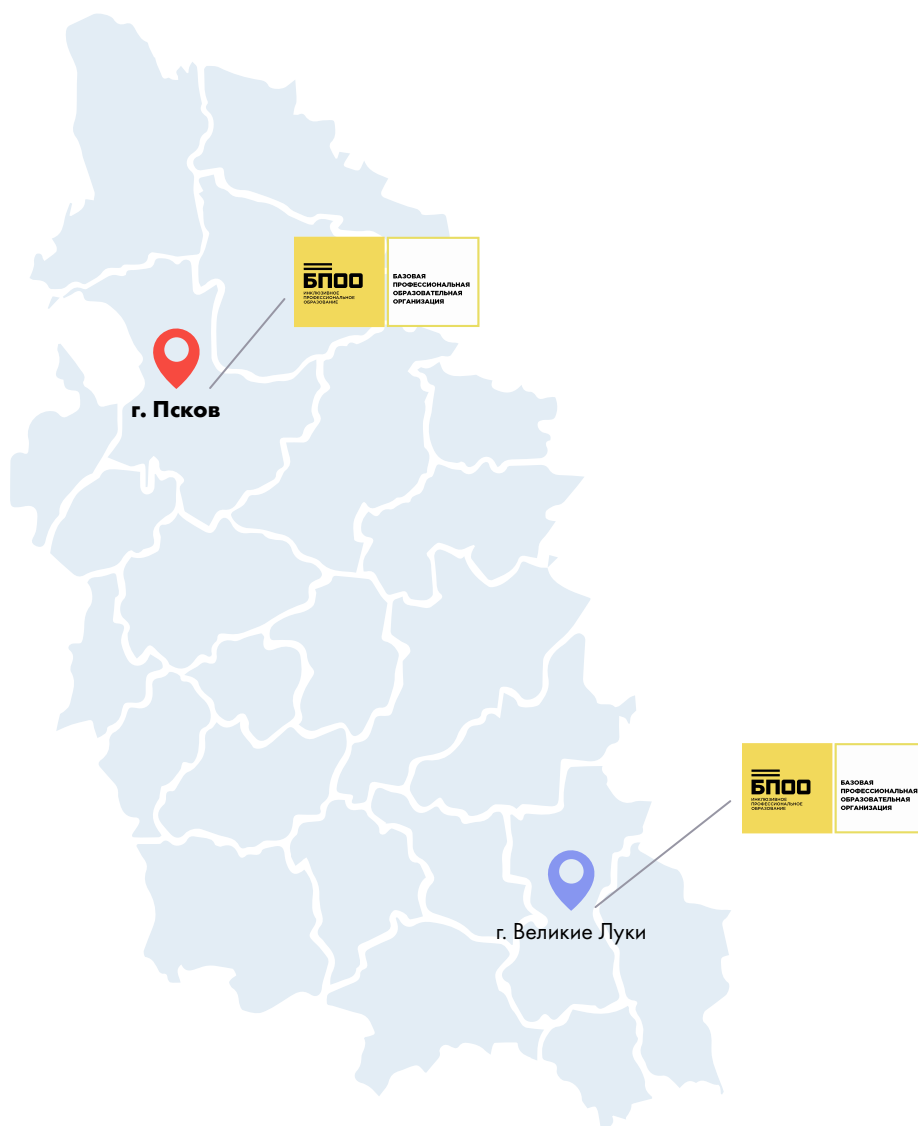 БПОО
ИНКЛЮЗИВНОЕ
ПРОФЕССИОНАЛЬНОЕ
ОБРАЗОВАНИЕ
БАЗОВАЯ
ПРОФЕССИОНАЛЬНАЯ
ОБРАЗОВАТЕЛЬНАЯ
ОРГАНИЗАЦИЯ
г. Псков
БПОО
ИНКЛЮЗИВНОЕ
ПРОФЕССИОНАЛЬНОЕ
ОБРАЗОВАНИЕ
БАЗОВАЯ
ПРОФЕССИОНАЛЬНАЯ
ОБРАЗОВАТЕЛЬНАЯ
ОРГАНИЗАЦИЯ
г. Великие Луки